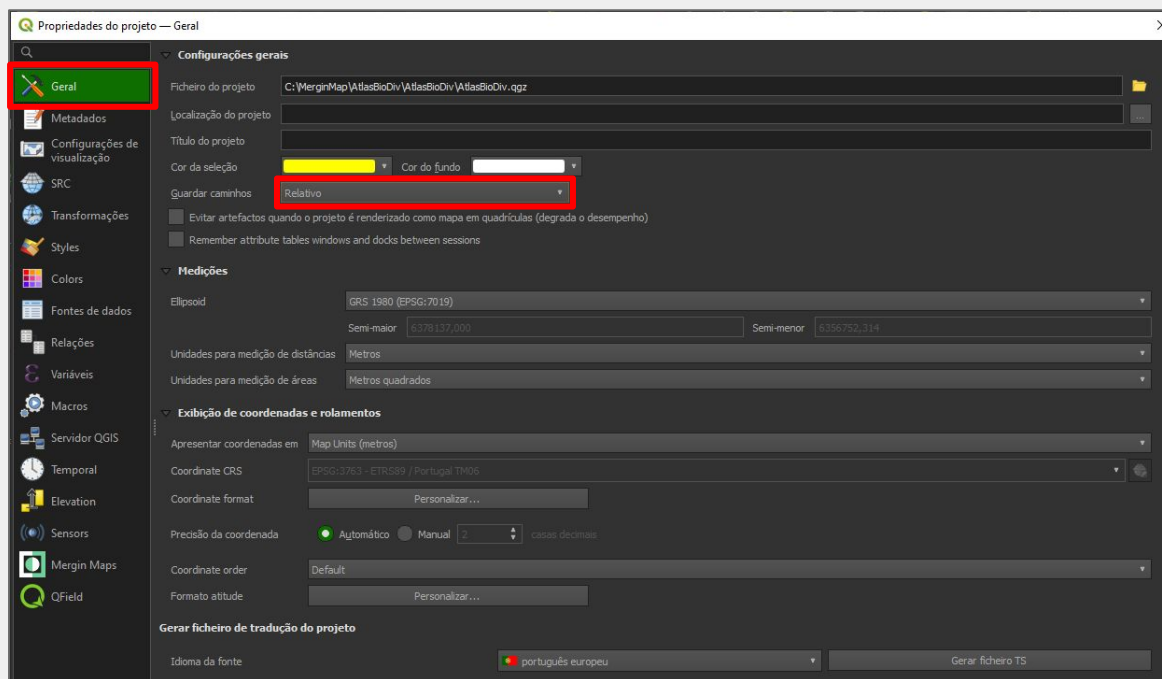 Propriedades do projeto — Geral
Geral
Metadados
Configurações de
visualização
SRC
Transformações
Styles
Colors
Fontes de dados
Relações
Variáveis
Macros
Servidor QGIS
Temporal
Elevation
Sensors
Mergin Maps
QField
Configurações gerais
Ficheiro do projeto C:\MerginMap\AtlasBioDiv\AtlasBioDiv\AtlasBioDiv.qgz
Localização do projeto ...
Título do projeto
Cor da seleção Cor do fundo
Guardar caminhos Relativo
Evitar artefactos quando o projeto é renderizado como mapa em quadrículas (degrada o desempenho)
Remember attribute tables windows and docks between sessions
Medições
Ellipsoid GRS 1980 (EPSG:7019)
Semi-maior 6378137,000 Semi-menor 6356752,314
Unidades para medição de distâncias Metros
Unidades para medição de áreas Metros quadrados
Exibição de coordenadas e rolamentos
Apresentar coordenadas em Map Units (metros)
Coordinate CRS EPSG:3763 - ETRS89 / Portugal TM06
Coordinate format Personalizar...
Precisão da coordenada Automático Manual 2 casas decimais
Coordinate order Default
Formato atitude Personalizar...
Gerar ficheiro de tradução do projeto
Idioma da fonte português europeu Gerar ficheiro TS